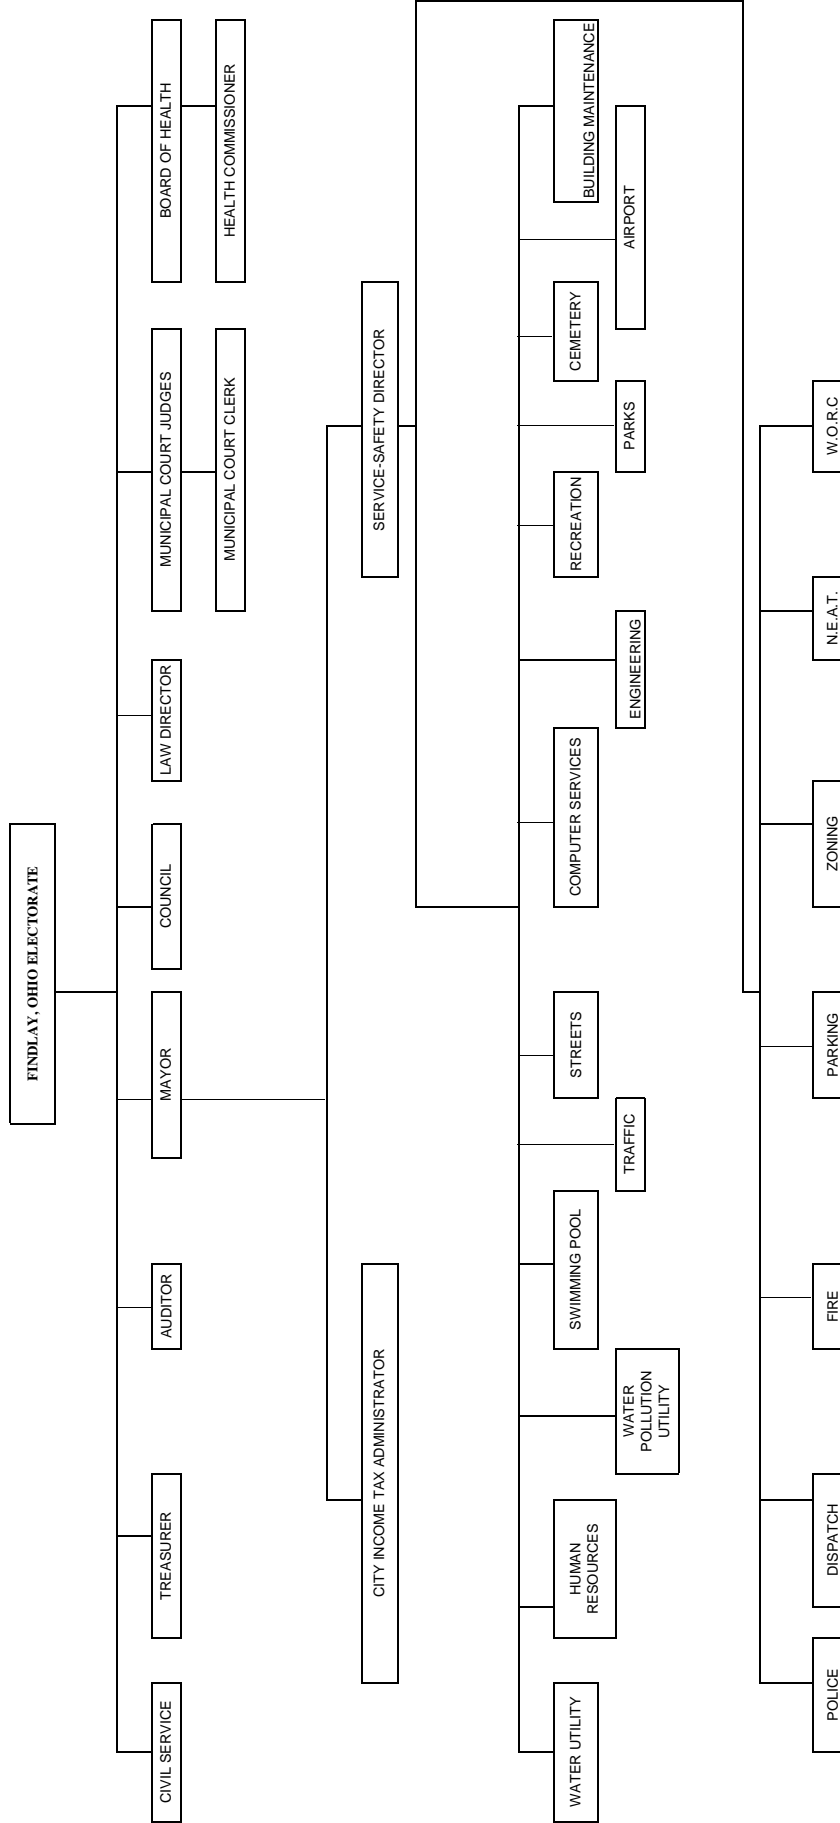 FINDLAY, OHIO ELECTORATE
CIVIL SERVICE
TREASURER
AUDITOR
MAYOR
COUNCIL
LAW DIRECTOR
MUNICIPAL COURT JUDGES
BOARD OF HEALTH
MUNICIPAL COURT CLERK
HEALTH COMMISSIONER
CITY INCOME TAX ADMINISTRATOR
SERVICE-SAFETY DIRECTOR
WATER UTILITY
HUMAN
RESOURCES
SWIMMING POOL
STREETS
COMPUTER SERVICES
RECREATION
CEMETERY
BUILDING MAINTENANCE
WATER
POLLUTION
UTILITY
TRAFFIC
ENGINEERING
PARKS
AIRPORT
POLICE
DISPATCH
FIRE
PARKING
ZONING
N.E.A.T.
W.O.R.C